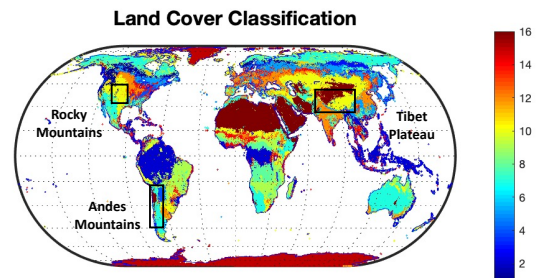 Land Cover Classification
Rocky
Mountains
Tibet
Plateau
Andes
Mountains
16
14
12
10
8
6
4
2